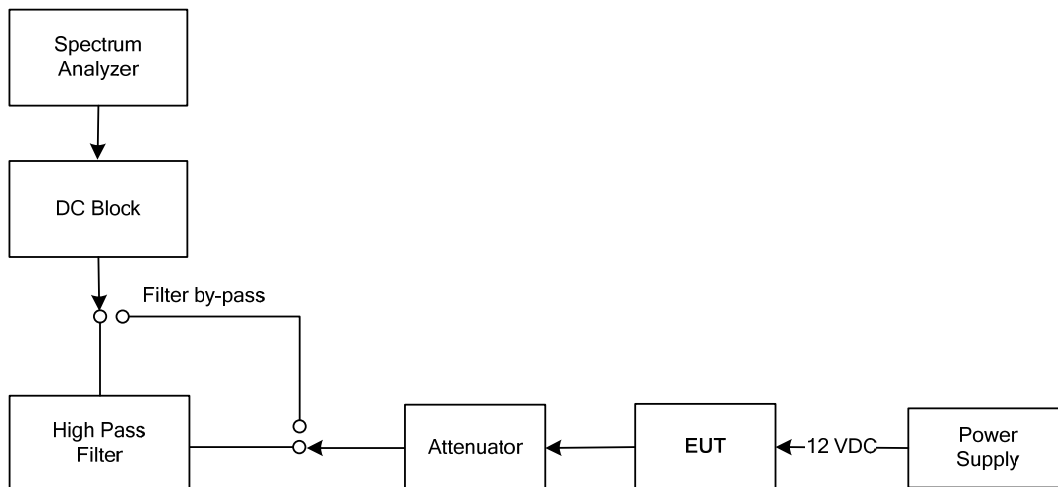 Spectrum
Analyzer
DC Block
Filter by-pass
High Pass
Filter
Attenuator
EUT
12 VDC
Power
Supply